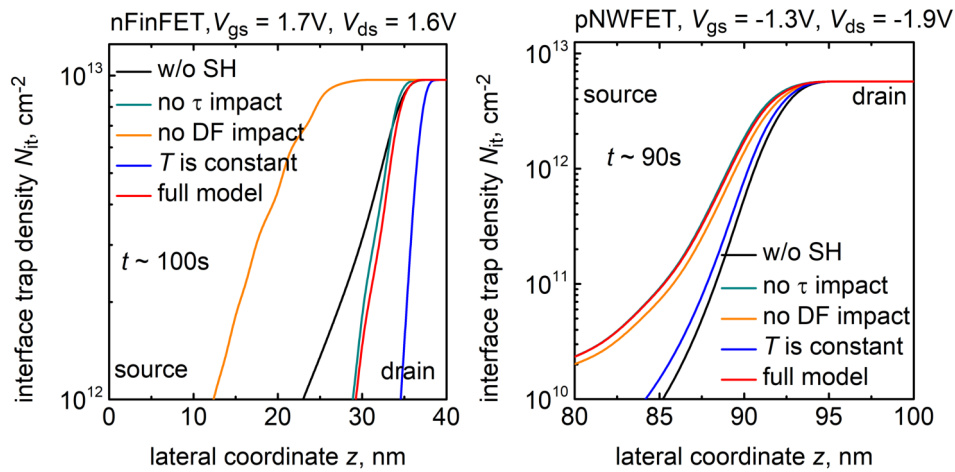 nFinFET, Vgs = 1.7V, Vds = 1.6V
interface trap density Nit, cm-2
10^13
10^12
w/o SH
no τ impact
no DF impact
T is constant
full model
t ~ 100s
source
drain
0 5 10 15 20 25 30 35 40
lateral coordinate z, nm
pNWFET, Vgs = -1.3V, Vds = -1.9V
interface trap density Nit, cm-2
10^13
10^12
10^11
10^10
source
drain
t ~ 90s
w/o SH
no τ impact
no DF impact
T is constant
full model
80 85 90 95 100
lateral coordinate z, nm